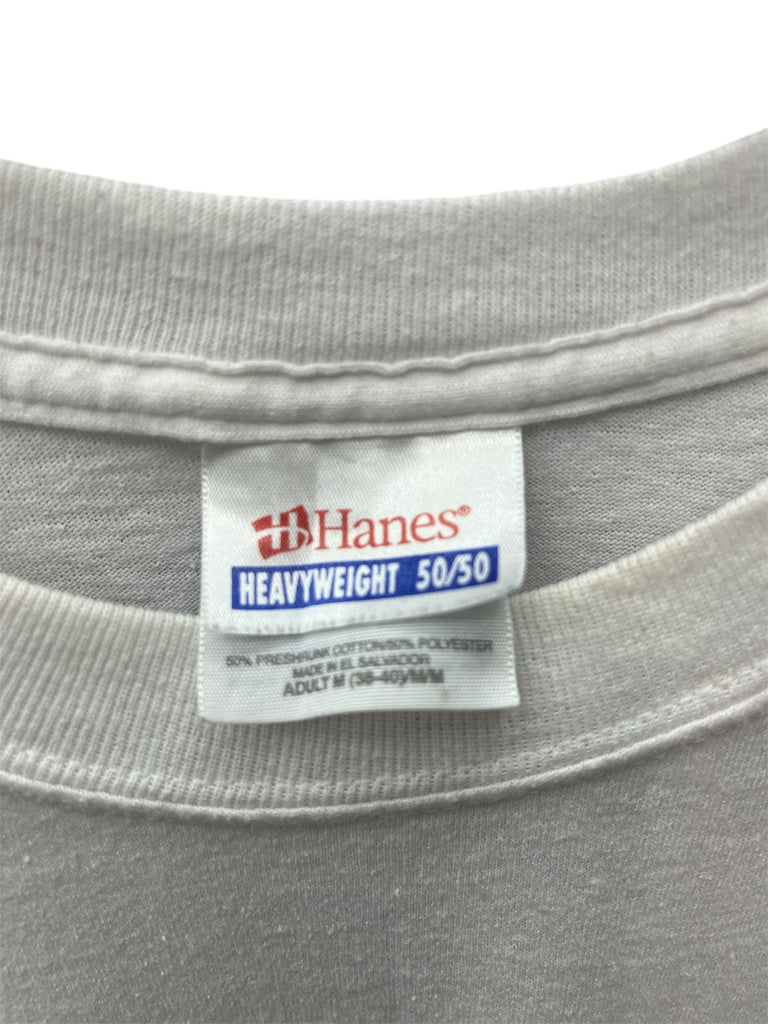 Hanes®
HEAVYWEIGHT 50/50
50% PRESHRUNK COTTON/50% POLYESTER
MADE IN EL SALVADOR
ADULT M (38-40)/M/M